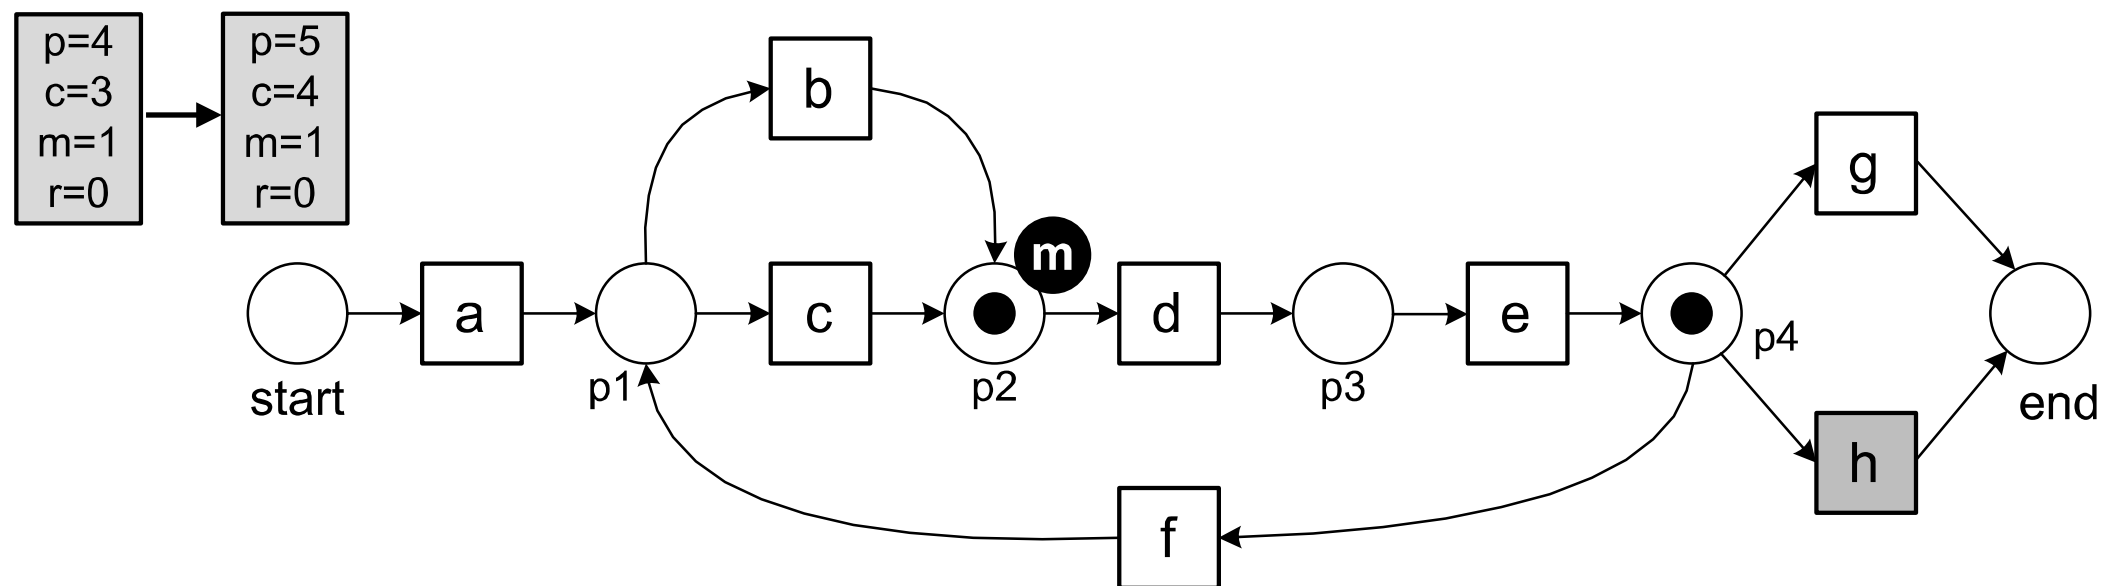 p=4
c=3
m=1
r=0
p=5
c=4
m=1
r=0
b
g
m
a
c
d
e
start
p1
p2
p3
p4
end
h
f